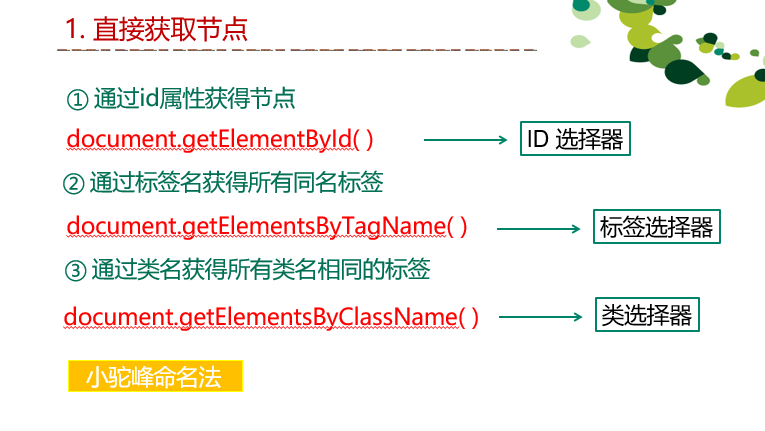 1. 直接获取节点
① 通过id属性获得节点
document.getElementById( )
ID 选择器
② 通过标签名获得所有同名标签
document.getElementsByTagName( )
标签选择器
③ 通过类名获得所有类名相同的标签
document.getElementsByClassName( )
类选择器
小驼峰命名法